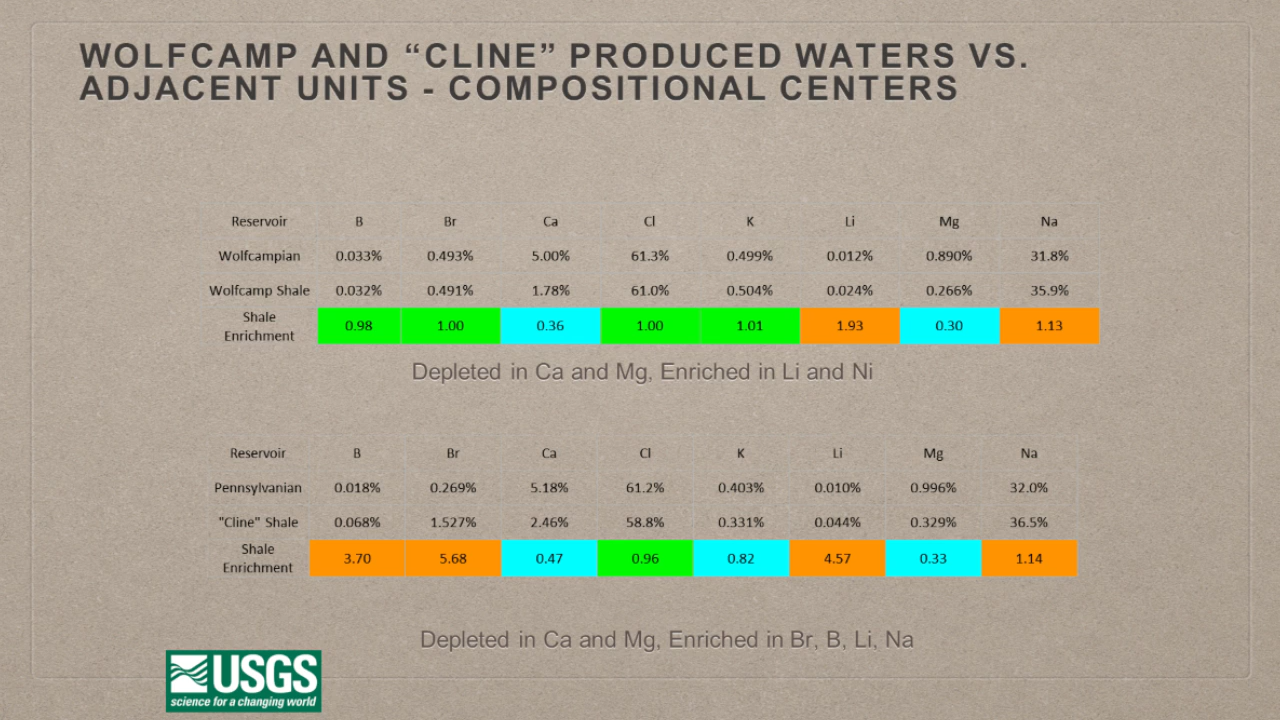 WOLFCAMP AND “CLINE” PRODUCED WATERS VS.
ADJACENT UNITS - COMPOSITIONAL CENTERS
Reservoir B Br Ca Cl K Li Mg Na
Wolfcampian 0.033% 0.493% 5.00% 61.3% 0.499% 0.012% 0.890% 31.8%
Wolfcamp Shale 0.032% 0.491% 1.78% 61.0% 0.504% 0.024% 0.266% 35.9%
Shale
Enrichment 0.98 1.00 0.36 1.00 1.01 1.93 0.30 1.13
Depleted in Ca and Mg, Enriched in Li and Ni
Reservoir B Br Ca Cl K Li Mg Na
Pennsylvanian 0.018% 0.269% 5.18% 61.2% 0.403% 0.010% 0.996% 32.0%
"Cline" Shale 0.068% 1.527% 2.46% 58.8% 0.331% 0.044% 0.329% 36.5%
Shale
Enrichment 3.70 5.68 0.47 0.96 0.82 4.57 0.33 1.14
Depleted in Ca and Mg, Enriched in Br, B, Li, Na
USGS
science for a changing world